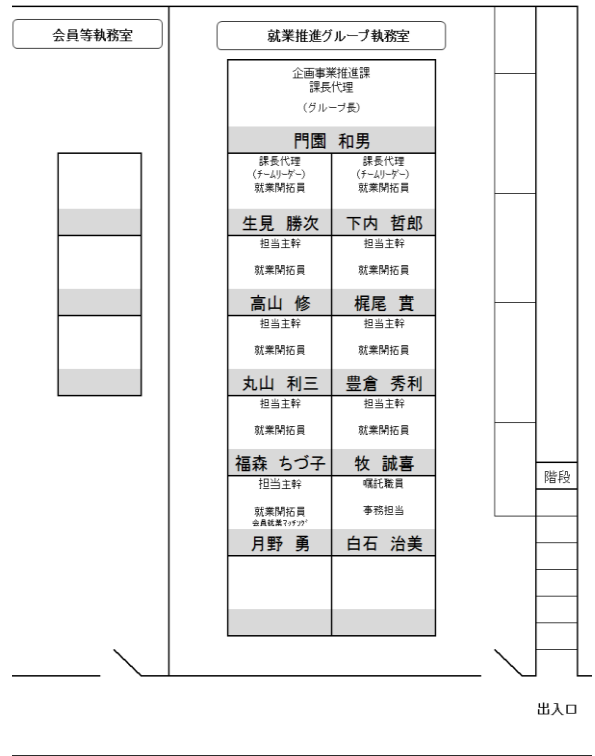 会員等執務室
就業推進グループ執務室
企画事業推進課
課長代理
(グループ長)
門園 和男
課長代理 課長代理
(チームリーダー) (チームリーダー)
就業開拓員 就業開拓員
生見 勝次 下内 哲郎
担当主幹 担当主幹
就業開拓員 就業開拓員
高山 修 梶尾 實
担当主幹 担当主幹
就業開拓員 就業開拓員
丸山 利三 豊倉 秀利
担当主幹 担当主幹
就業開拓員 就業開拓員
福森 ちづ子 牧 誠喜
担当主幹 嘱託職員
就業開拓員 事務担当
会員就業マッチング
月野 勇 白石 治美
階段
出入口